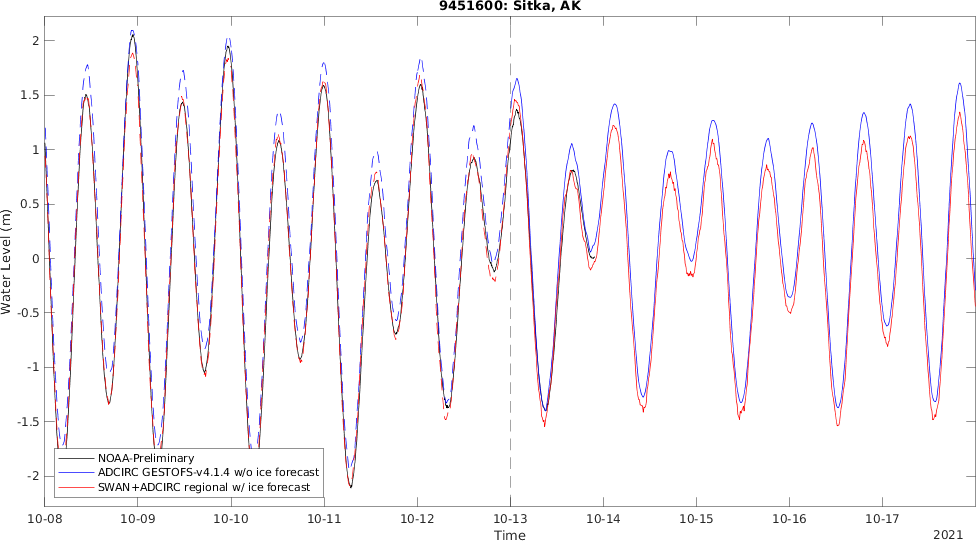 9451600: Sitka, AK
Water Level (m)
2
1.5
1
0.5
0
-0.5
-1
-1.5
-2
NOAA-Preliminary
ADCIRC GESTOFS-v4.1.4 w/o ice forecast
SWAN+ADCIRC regional w/ ice forecast
10-08 10-09 10-10 10-11 10-12 10-13 10-14 10-15 10-16 10-17
Time
2021